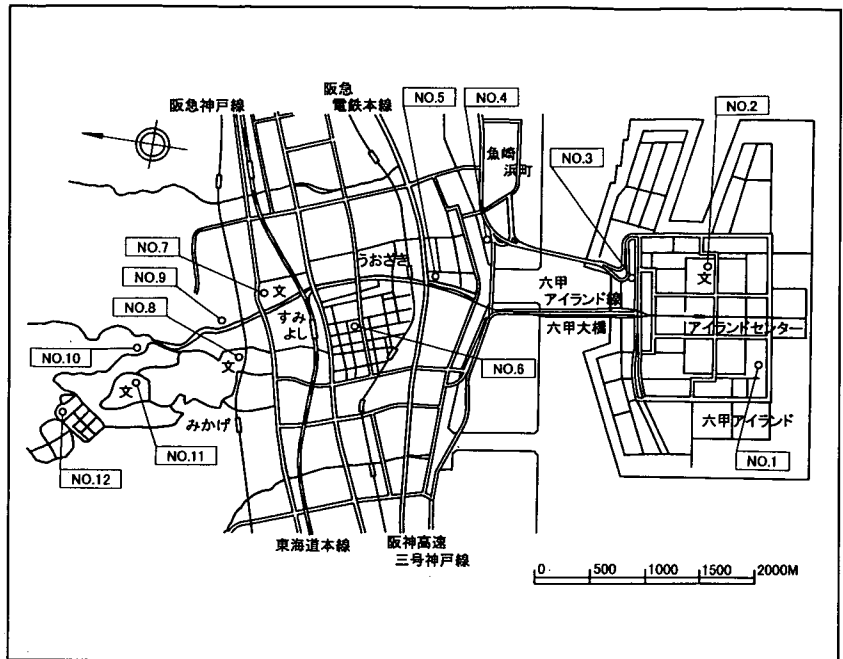 阪急神戸線
阪急
電鉄本線
NO.5
NO.4
NO.2
魚崎
浜町
NO.3
NO.7
うおざき
NO.9
文
文
NO.8
すみ
よし
六甲
アイランド線
六甲大橋
アイランドセンター
NO.10
文
NO.6
文
みかげ
六甲アイランド
NO.11
NO.1
NO.12
東海道本線
阪神高速
三号神戸線
0 500 1000 1500 2000M